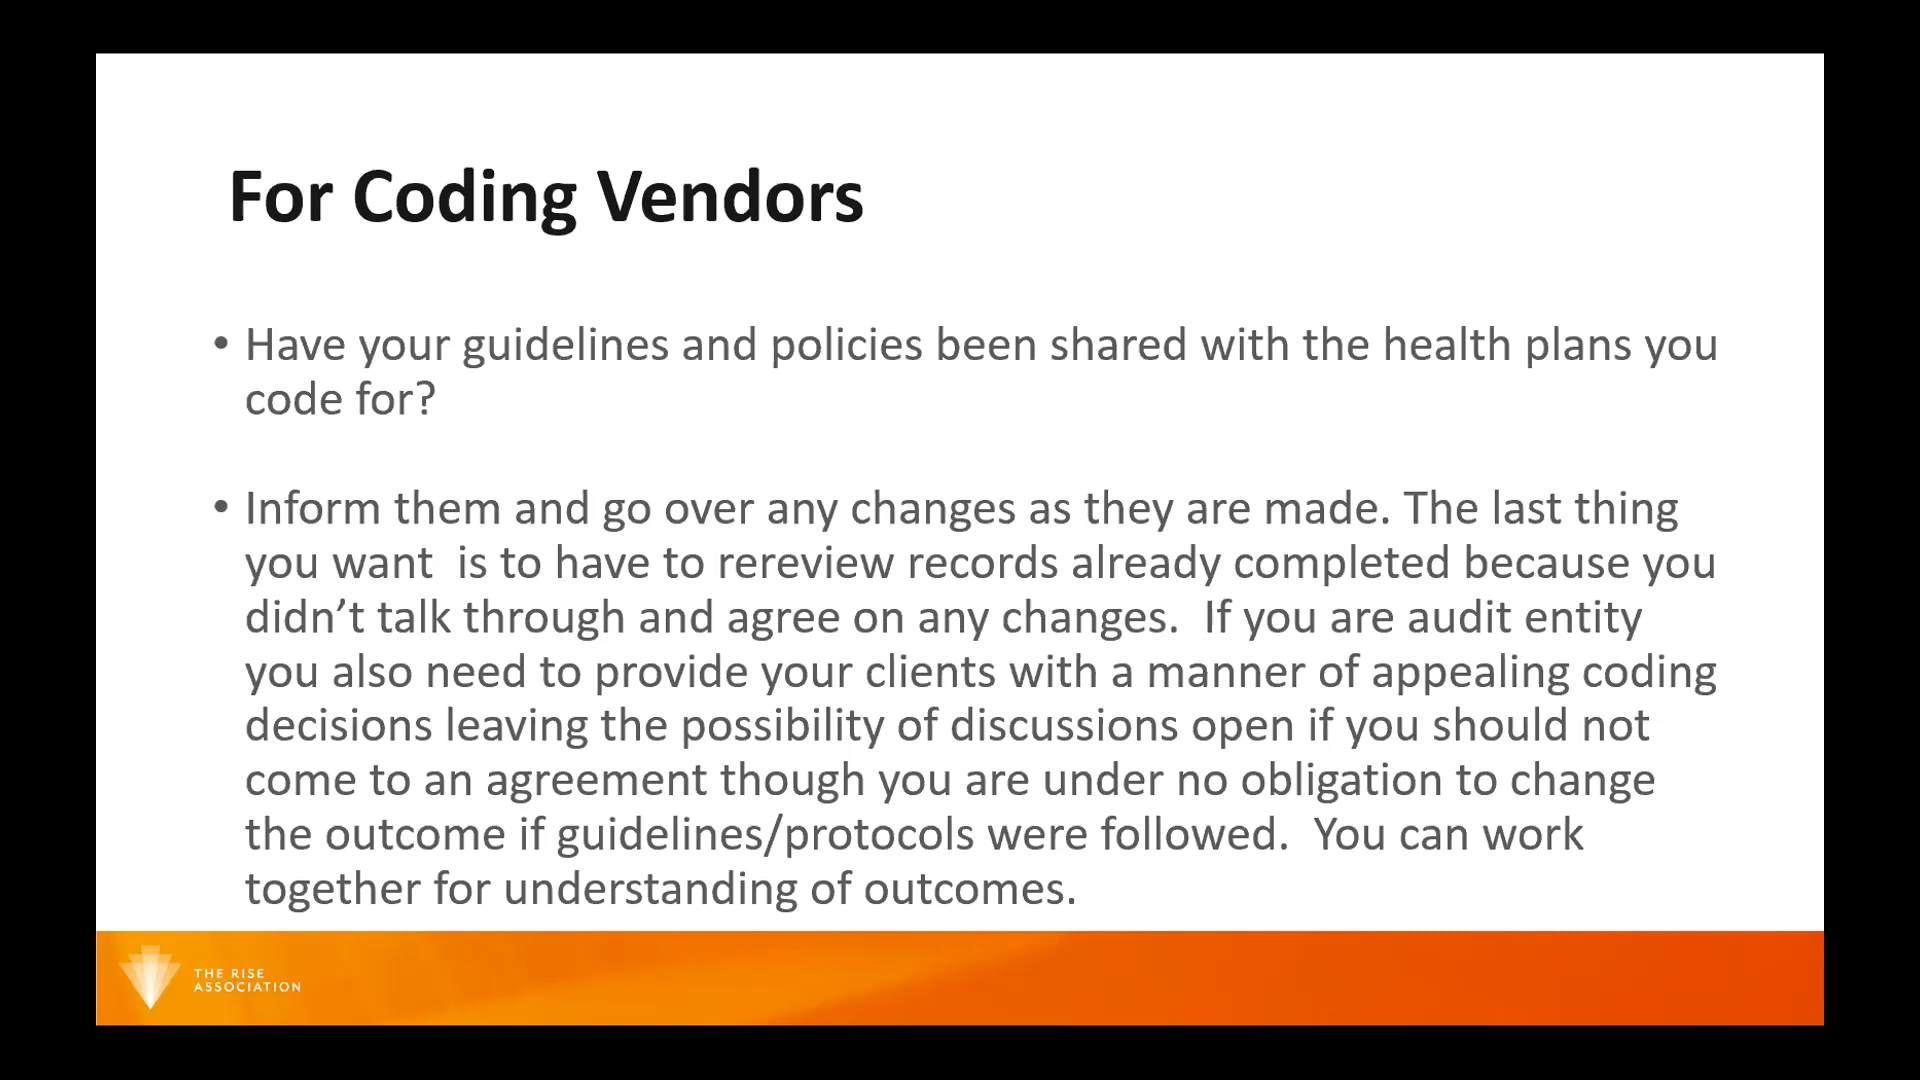 For Coding Vendors
• Have your guidelines and policies been shared with the health plans you
code for?
• Inform them and go over any changes as they are made. The last thing
you want  is to have to rereview records already completed because you
didn’t talk through and agree on any changes.  If you are audit entity
you also need to provide your clients with a manner of appealing coding
decisions leaving the possibility of discussions open if you should not
come to an agreement though you are under no obligation to change
the outcome if guidelines/protocols were followed.  You can work
together for understanding of outcomes.
THE RISE
ASSOCIATION